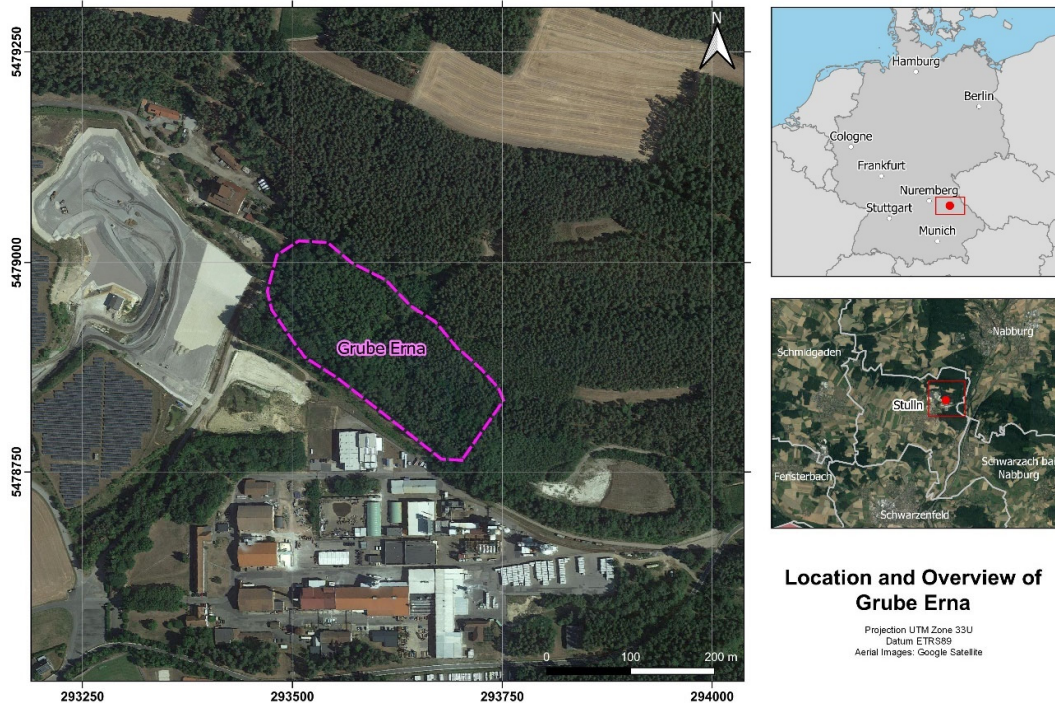 5479250
5479000
5478750
293250
293500
293750
294000
N
Grube Erna
0 100 200 m
Hamburg
Berlin
Cologne
Frankfurt
Nuremberg
Stuttgart
Munich
Nabburg
Schmidgaden
Stulln
Schwarzach bau
Nabburg
Fensterbach
Schwarzenfeld
Location and Overview of
Grube Erna
Projection UTM Zone 33U
Datum ETRS89
Aerial Images: Google Satellite